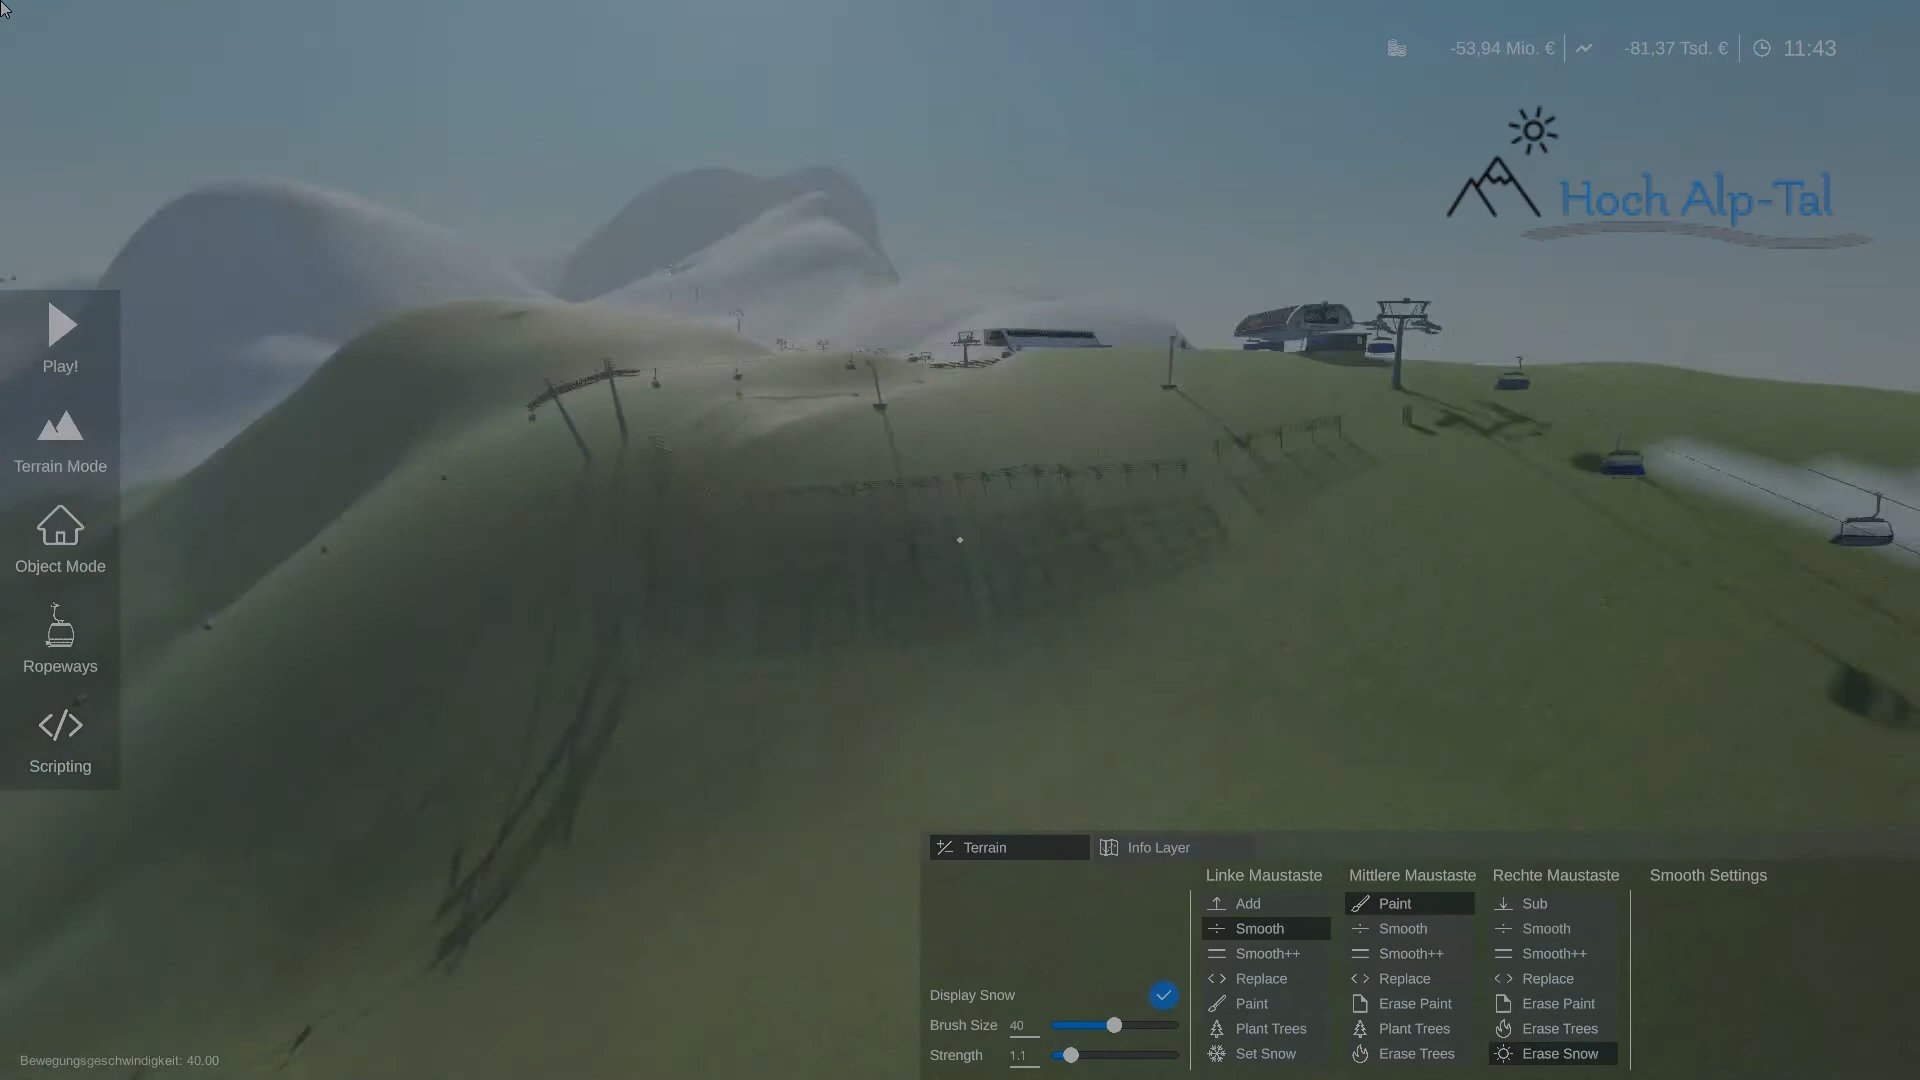 -53,94 Mio. €
-81,37 Tsd. €
11:43
Hoch Alp-Tal
Play!
Terrain Mode
Object Mode
Ropeways
Scripting
Bewegungsgeschwindigkeit: 40.00
Terrain
Info Layer
Display Snow
Brush Size 40
Strength 1.1
Linke Maustaste
Add
Smooth
Smooth++
Replace
Paint
Plant Trees
Set Snow
Mittlere Maustaste
Paint
Smooth
Smooth++
Replace
Erase Paint
Plant Trees
Erase Trees
Rechte Maustaste
Sub
Smooth
Smooth++
Replace
Erase Paint
Erase Trees
Erase Snow
Smooth Settings